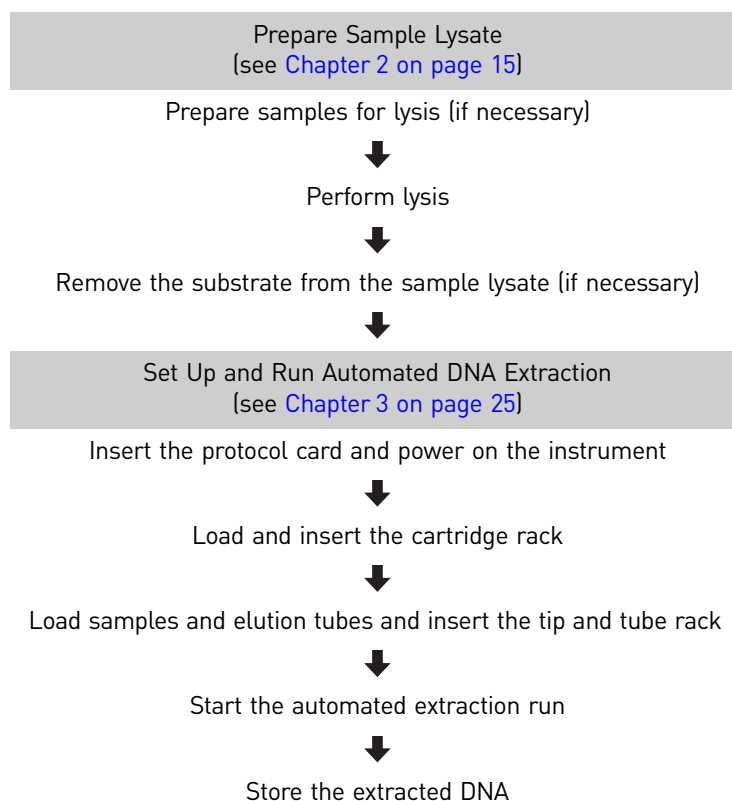 Prepare Sample Lysate
(see Chapter 2 on page 15)
Prepare samples for lysis (if necessary)
Perform lysis
Remove the substrate from the sample lysate (if necessary)
Set Up and Run Automated DNA Extraction
(see Chapter 3 on page 25)
Insert the protocol card and power on the instrument
Load and insert the cartridge rack
Load samples and elution tubes and insert the tip and tube rack
Start the automated extraction run
Store the extracted DNA